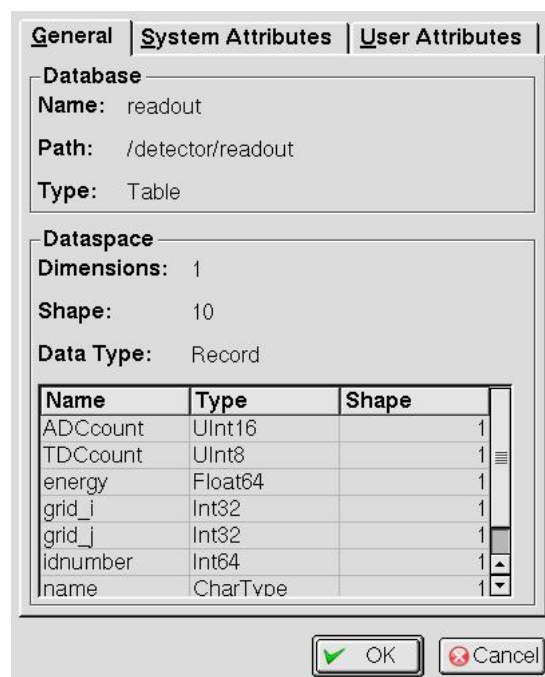 General System Attributes User Attributes
Database
Name: readout
Path: /detector/readout
Type: Table
Dataspace
Dimensions: 1
Shape: 10
Data Type: Record
Name Type Shape
ADCcount UInt16 1
TDCcount UInt8 1
energy Float64 1
grid_i Int32 1
grid_j Int32 1
idnumber Int64 1
name CharType 1
OK Cancel